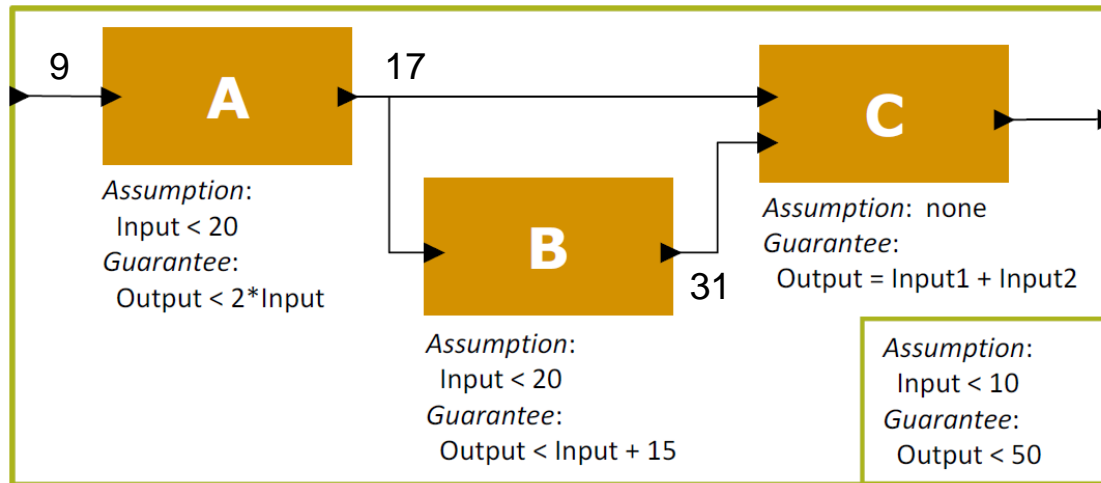 9
A
17
C
Assumption:
Input < 20
Guarantee:
Output < 2*Input
B
31
Assumption: none
Guarantee:
Output = Input1 + Input2
Assumption:
Input < 20
Guarantee:
Output < Input + 15
Assumption:
Input < 10
Guarantee:
Output < 50